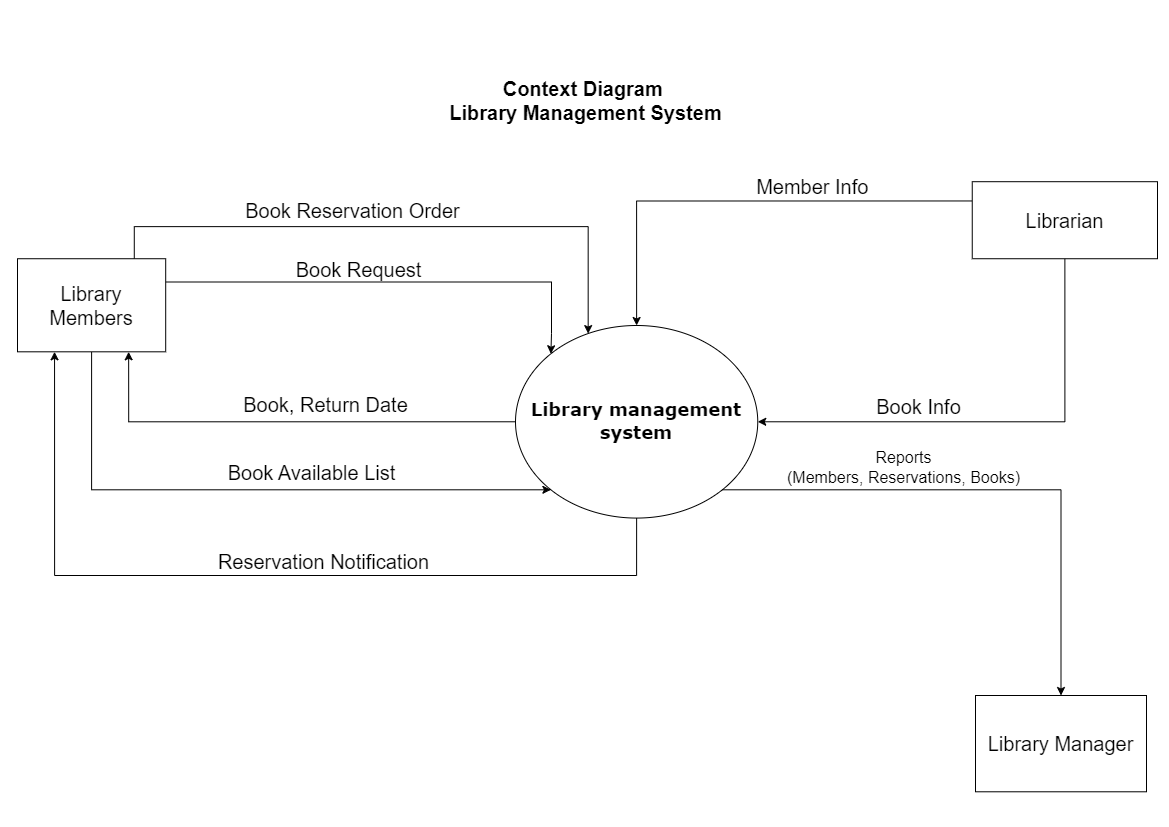 Context Diagram
Library Management System
Member Info
Librarian
Book Reservation Order
Book Request
Library
Members
Book, Return Date
Library management
system
Book Info
Book Available List
Reports
(Members, Reservations, Books)
Reservation Notification
Library Manager